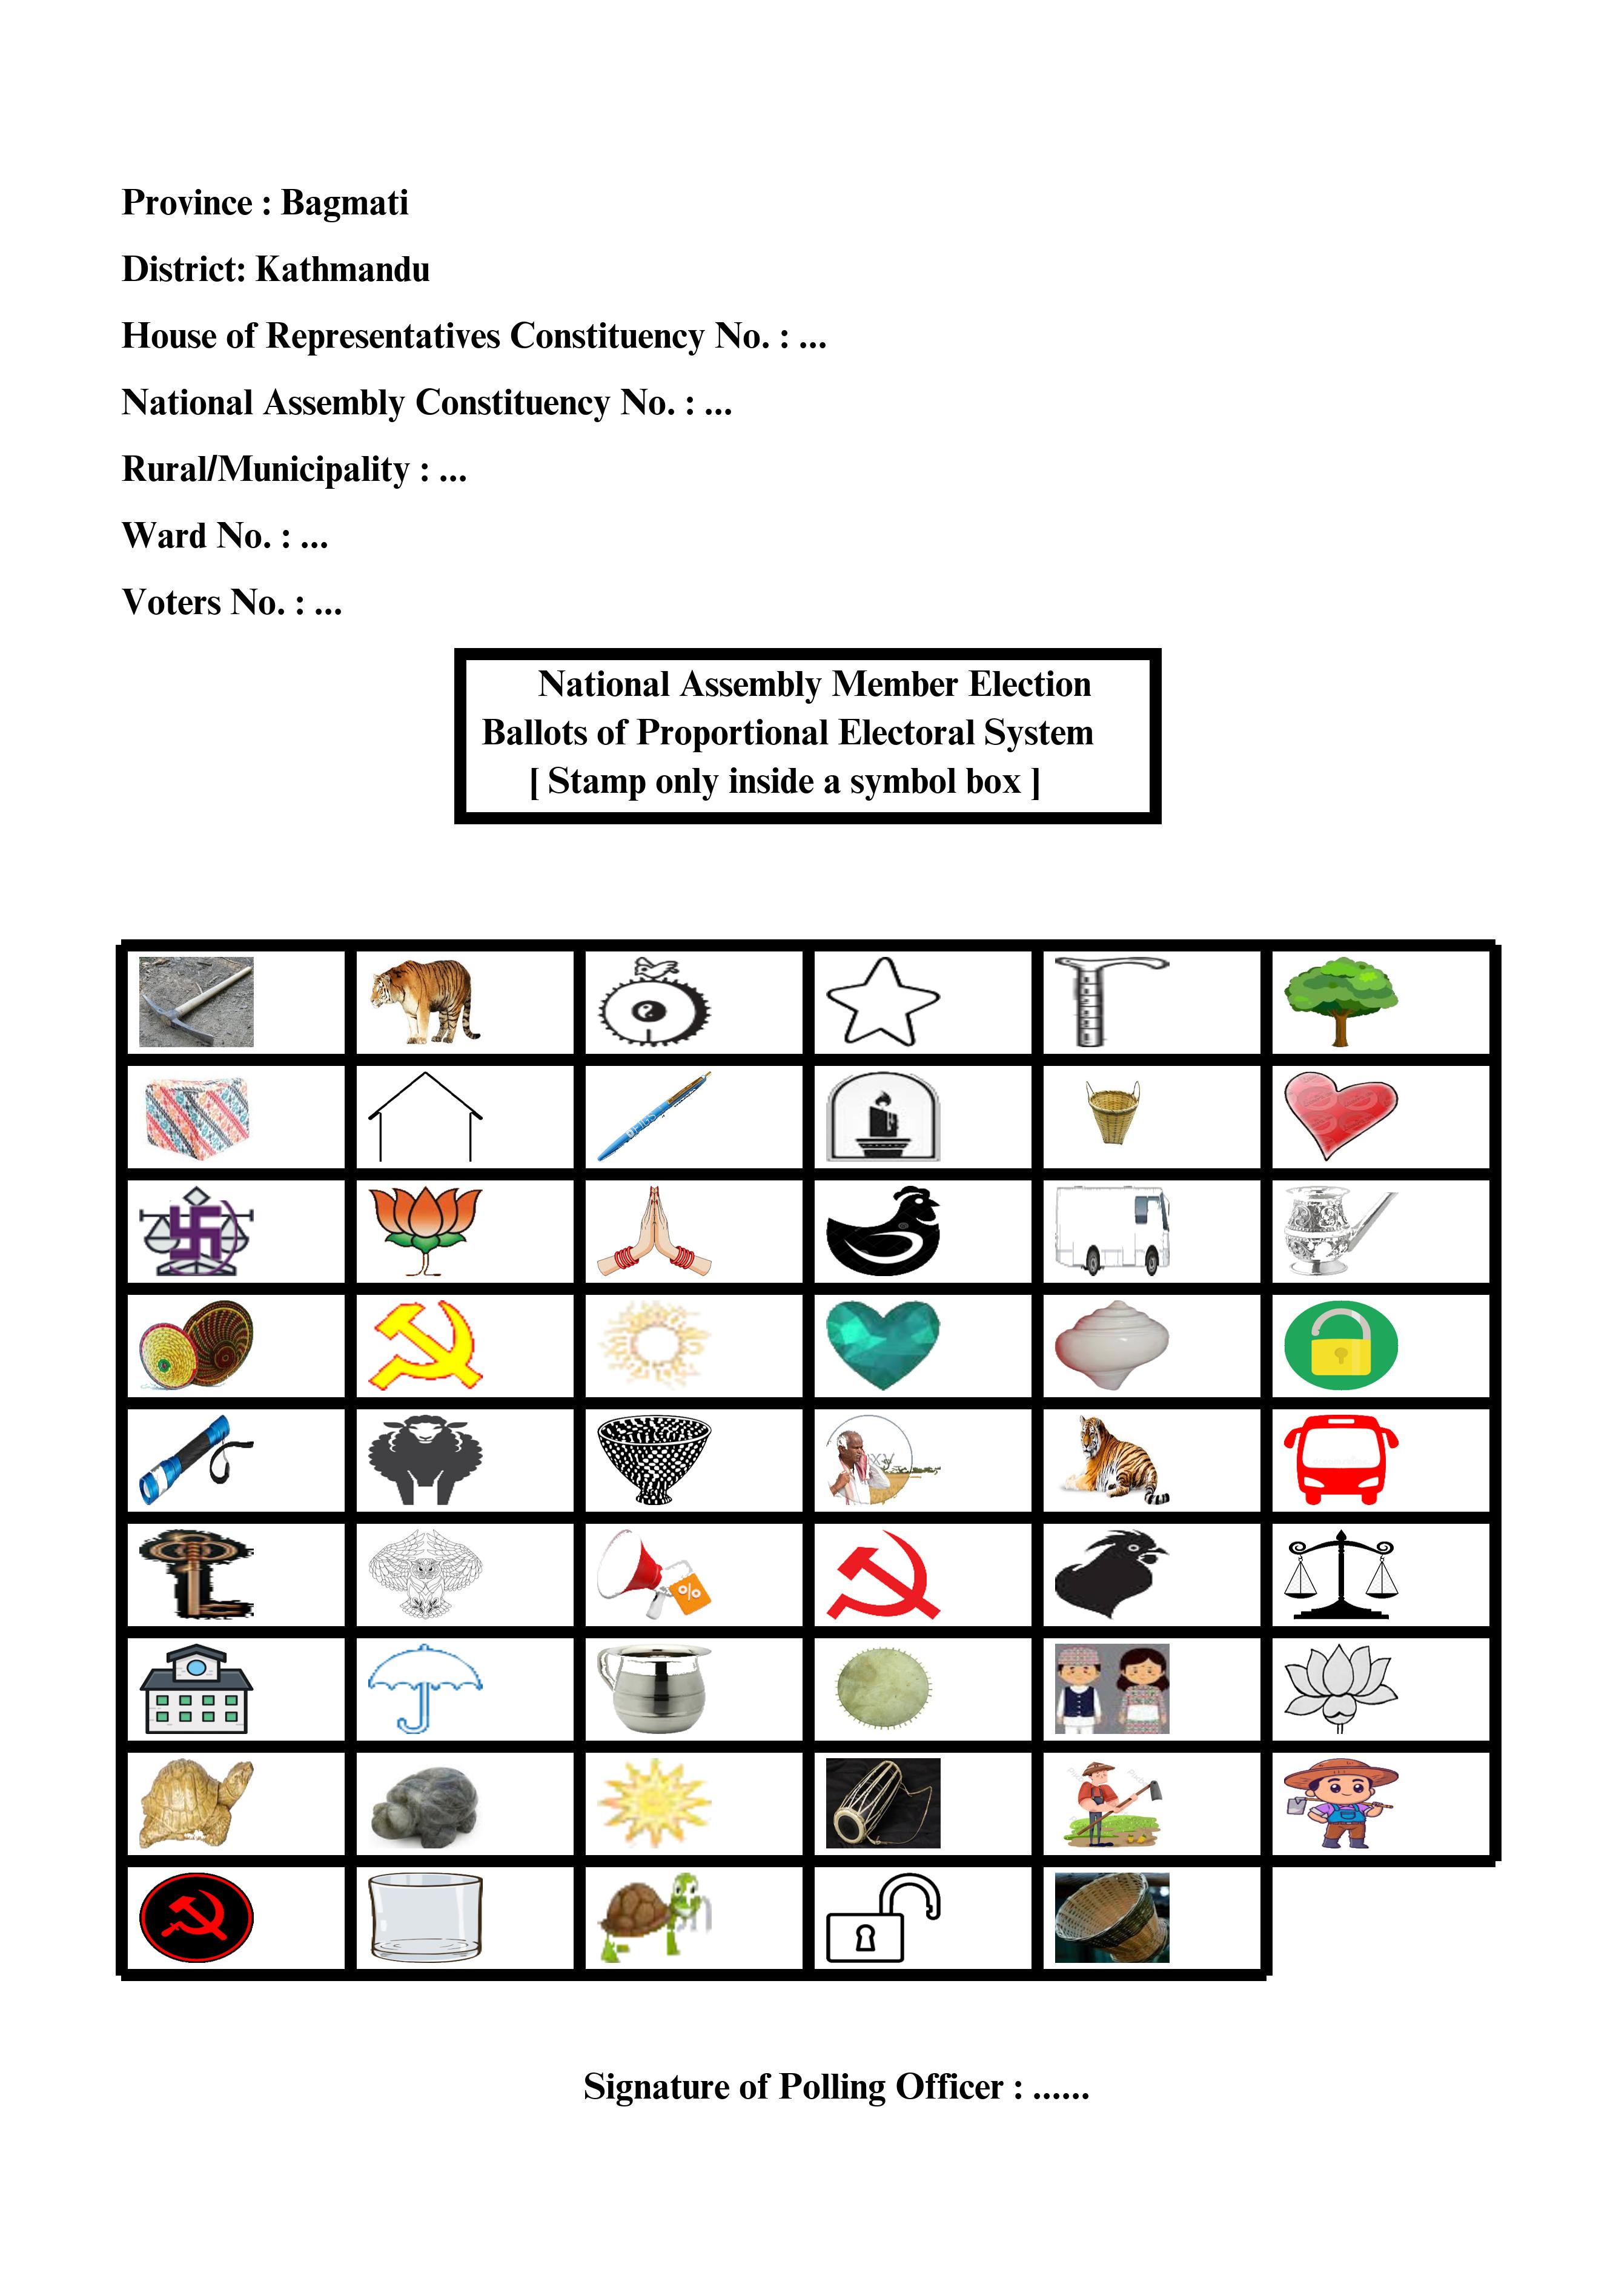 Province : Bagmati
District: Kathmandu
House of Representatives Constituency No. : ...
National Assembly Constituency No. : ...
Rural/Municipality : ...
Ward No. : ...
Voters No. : ...
National Assembly Member Election
Ballots of Proportional Electoral System
[ Stamp only inside a symbol box ]
%
Signature of Polling Officer : ......